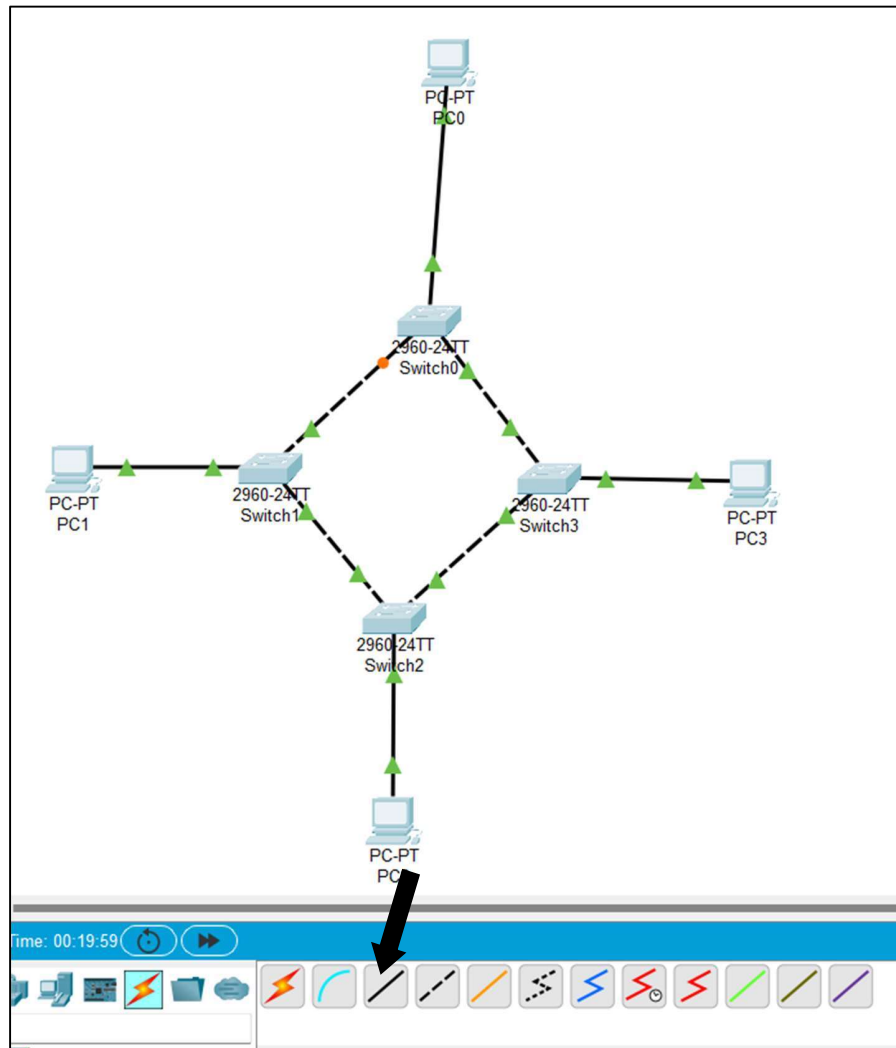 PC-PT
PC0
2960-24TT
Switch0
PC-PT
PC1
2960-24TT
Switch1
2960-24TT
Switch3
PC-PT
PC3
2960-24TT
Switch2
PC-PT
Time: 00:19:59